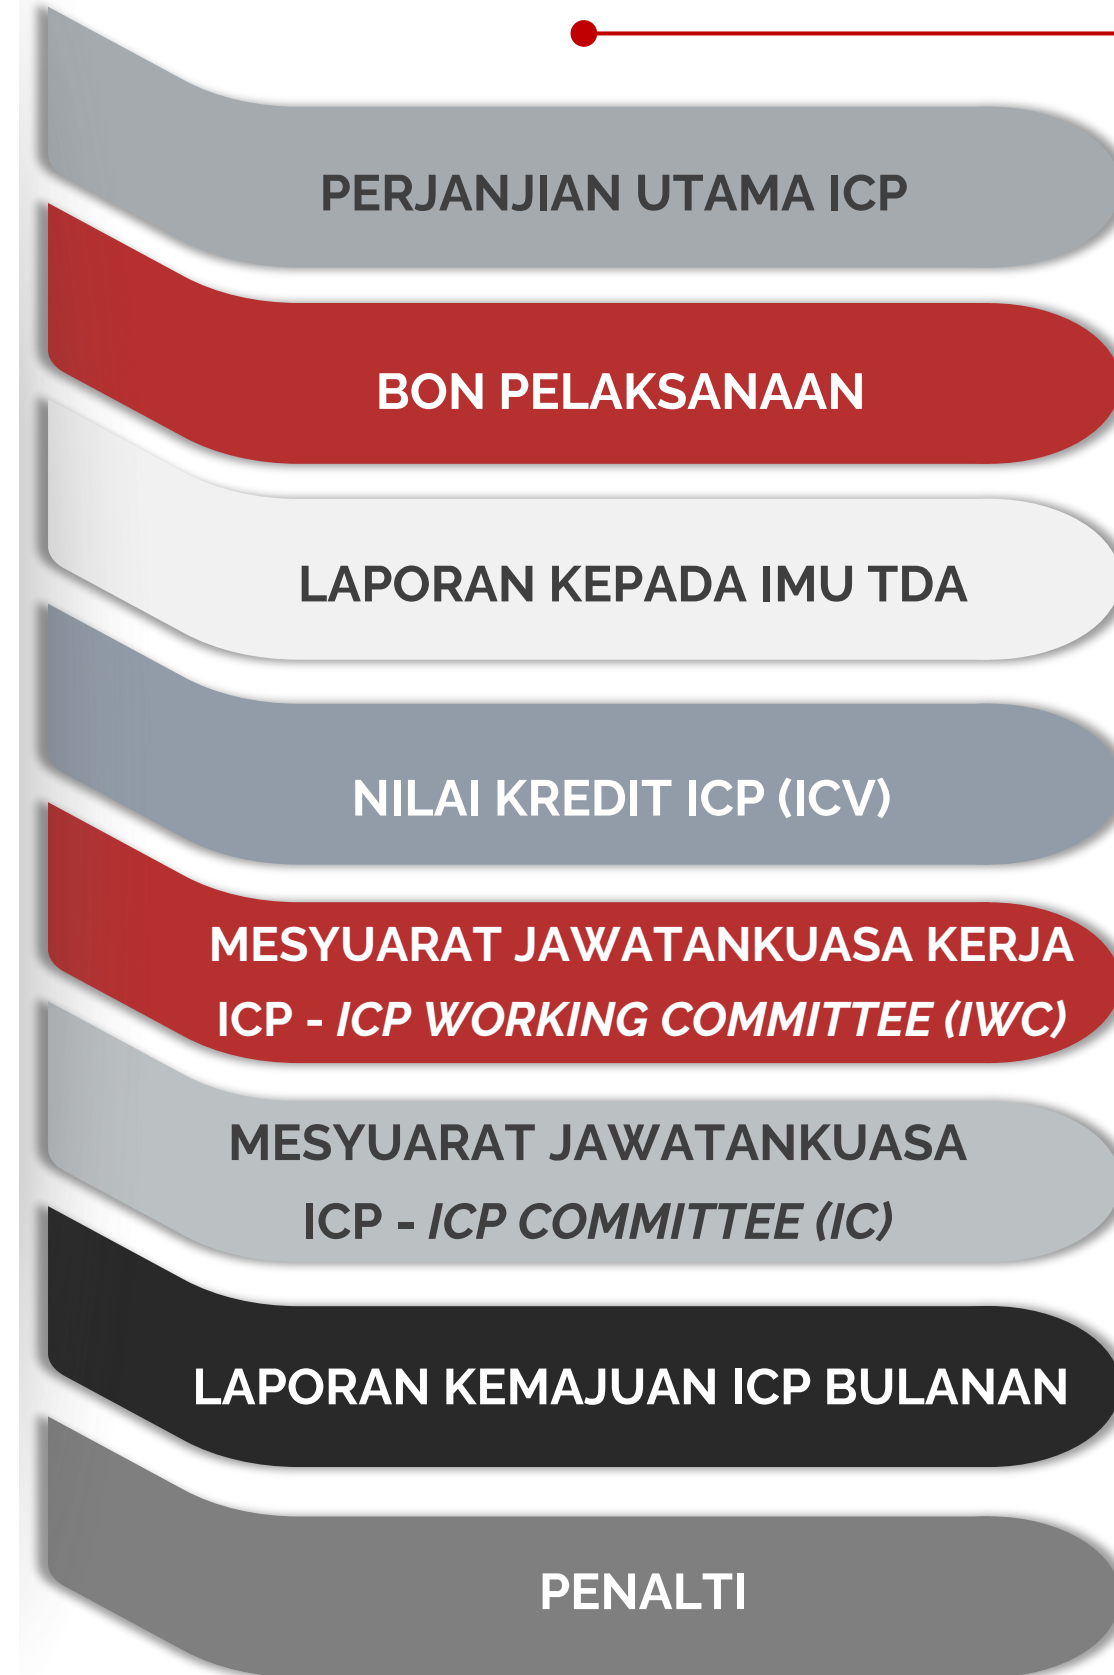 PERJANJIAN UTAMA ICP
BON PELAKSANAAN
LAPORAN KEPADA IMU TDA
NILAI KREDIT ICP (ICV)
MESYUARAT JAWATANKUASA KERJA
ICP - ICP WORKING COMMITTEE (IWC)
MESYUARAT JAWATANKUASA
ICP - ICP COMMITTEE (IC)
LAPORAN KEMAJUAN ICP BULANAN
PENALTI